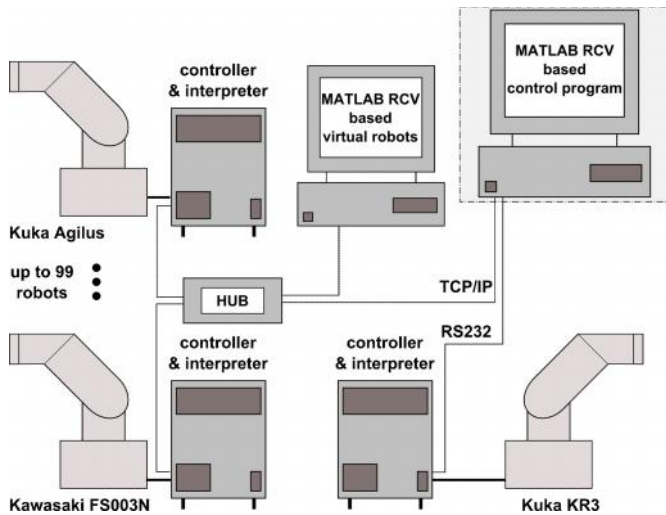 controller
& interpreter
MATLAB RCV
based
virtual robots
MATLAB RCV
based
control program
Kuka Agilus
up to 99
robots
HUB
TCP/IP
RS232
controller
& interpreter
controller
& interpreter
Kawasaki FS003N
Kuka KR3